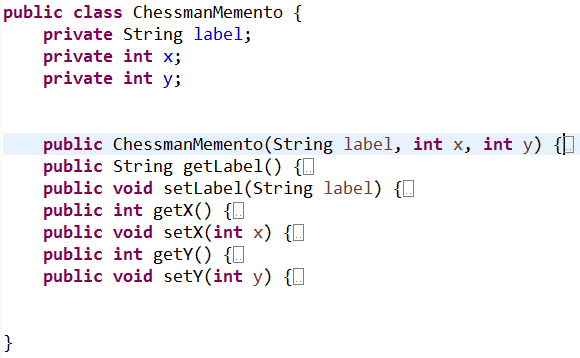 public class ChessmanMemento {
    private String label;
    private int x;
    private int y;
    public ChessmanMemento(String label, int x, int y) {
    public String getLabel() {
    public void setLabel(String label) {
    public int getX() {
    public void setX(int x) {
    public int getY() {
    public void setY(int y) {
}